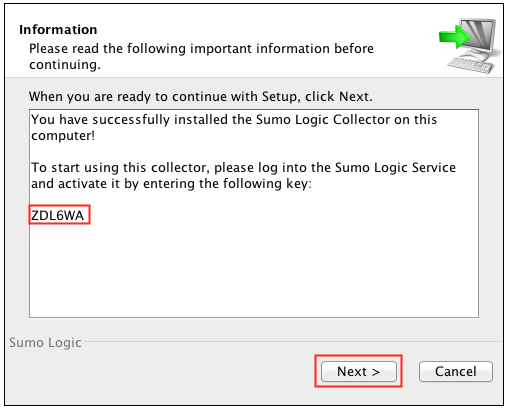 Information
Please read the following important information before
continuing.
When you are ready to continue with Setup, click Next.
You have successfully installed the Sumo Logic Collector on this
computer!
To start using this collector, please log into the Sumo Logic Service
and activate it by entering the following key:
ZDL6WA
Sumo Logic
Next >
Cancel